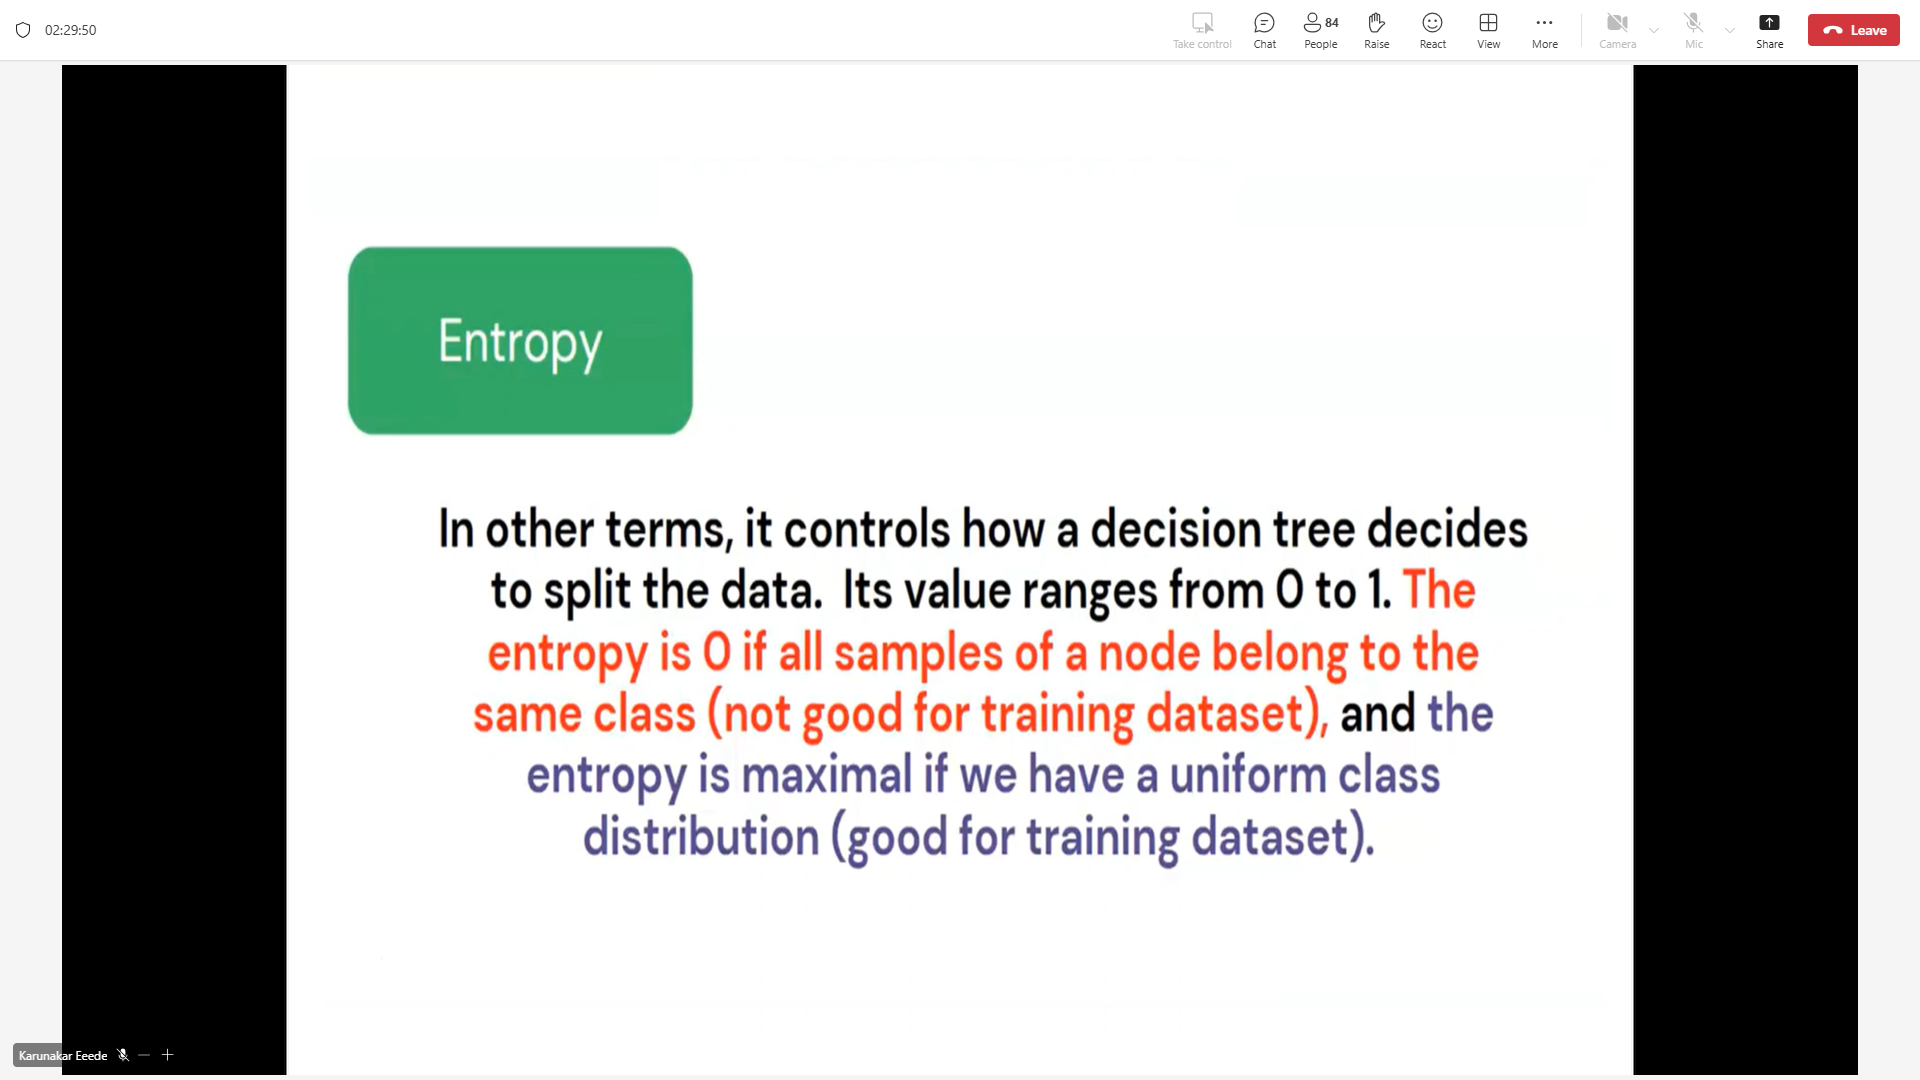 02:29:50
Take control
Chat
84
People
Raise
React
View
More
Camera
Mic
Share
Leave
Entropy
In other terms, it controls how a decision tree decides
to split the data. Its value ranges from 0 to 1. The
entropy is 0 if all samples of a node belong to the
same class (not good for training dataset), and the
entropy is maximal if we have a uniform class
distribution (good for training dataset).
Karunakar Eeede